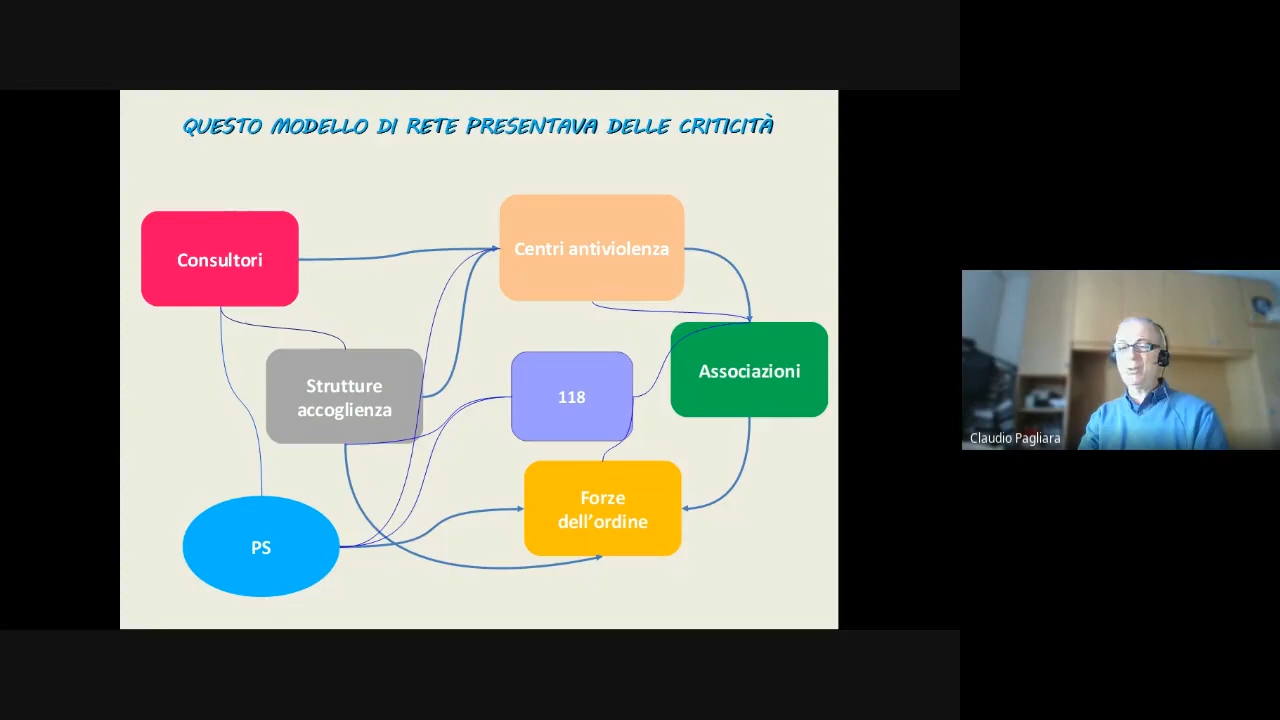 QUESTO MODELLO DI RETE PRESENTAVA DELLE CRITICITÀ
Consultori
Centri antiviolenza
Strutture
accoglienza
118
Associazioni
Forze
dell’ordine
PS
Claudio Pagliara